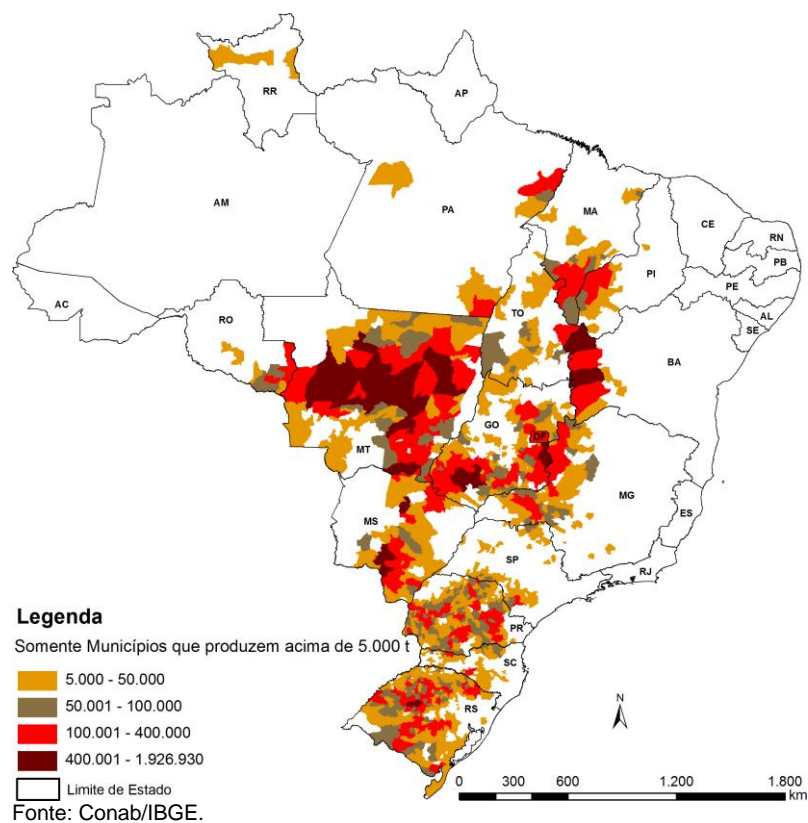 RR
AP
AM
PA
MA
CE
RN
PB
PE
AL
SE
PI
AC
RO
TO
BA
MT
GO
DF
MG
ES
MS
SP
RJ
PR
SC
RS
Legenda
Somente Municípios que produzem acima de 5.000 t
5.000 - 50.000
50.001 - 100.000
100.001 - 400.000
400.001 - 1.926.930
Limite de Estado
N
0 300 600 1.200 1.800
km
Fonte: Conab/IBGE.